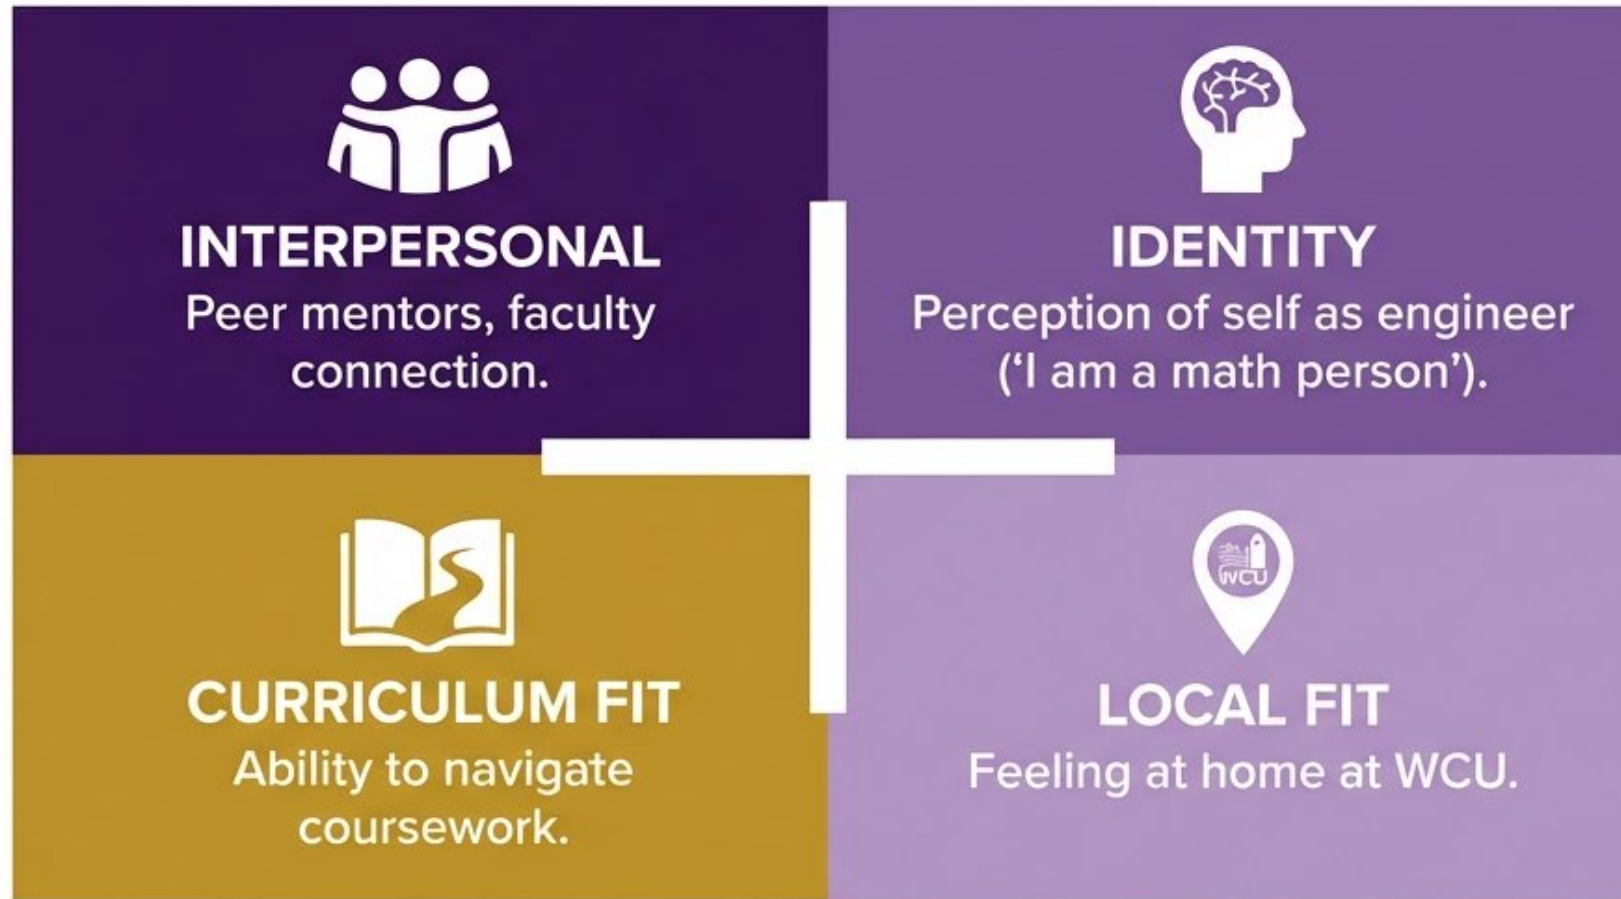 INTERPERSONAL
Peer mentors, faculty
connection.
IDENTITY
Perception of self as engineer
(‘I am a math person’).
CURRICULUM FIT
Ability to navigate
coursework.
WCU
LOCAL FIT
Feeling at home at WCU.